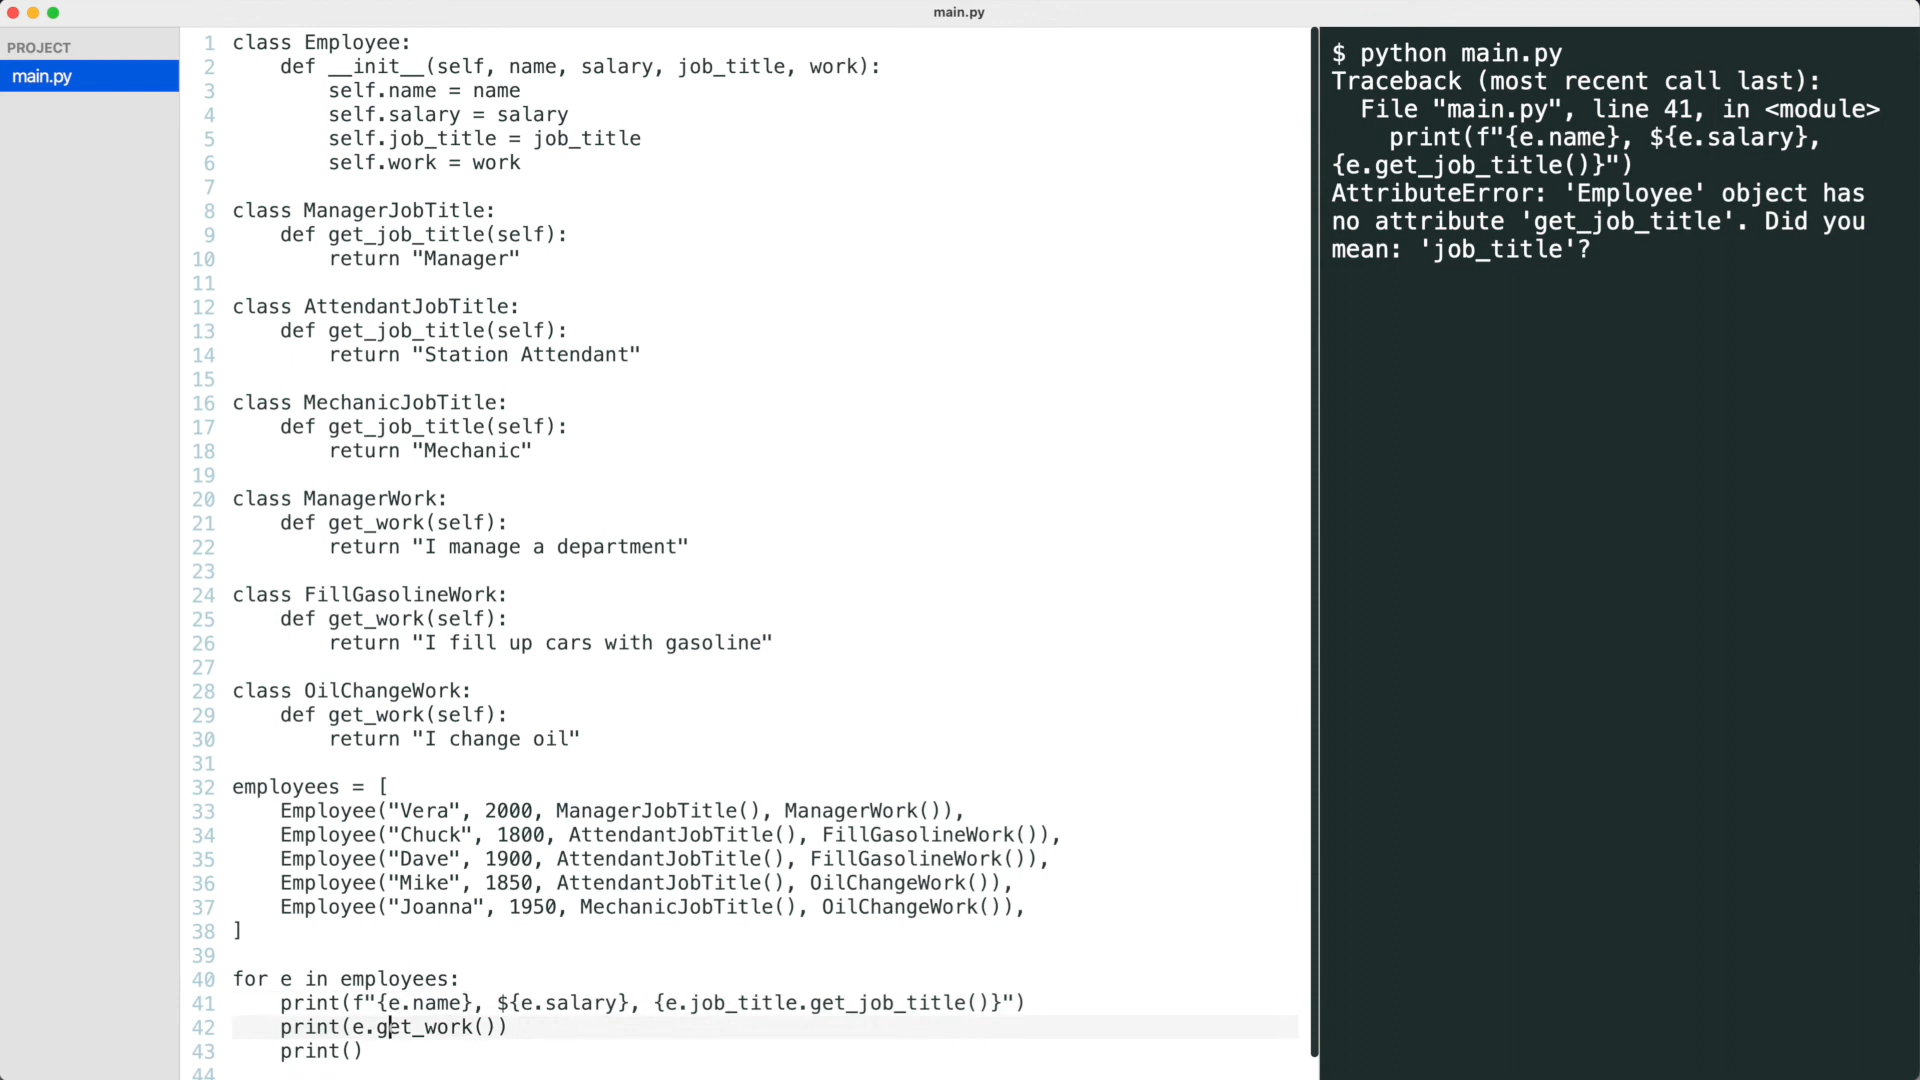 main.py
PROJECT
main.py
1 class Employee:
2     def __init__(self, name, salary, job_title, work):
3         self.name = name
4         self.salary = salary
5         self.job_title = job_title
6         self.work = work
7
8 class ManagerJobTitle:
9     def get_job_title(self):
10         return "Manager"
11
12 class AttendantJobTitle:
13     def get_job_title(self):
14         return "Station Attendant"
15
16 class MechanicJobTitle:
17     def get_job_title(self):
18         return "Mechanic"
19
20 class ManagerWork:
21     def get_work(self):
22         return "I manage a department"
23
24 class FillGasolineWork:
25     def get_work(self):
26         return "I fill up cars with gasoline"
27
28 class OilChangeWork:
29     def get_work(self):
30         return "I change oil"
31
32 employees = [
33     Employee("Vera", 2000, ManagerJobTitle(), ManagerWork()),
34     Employee("Chuck", 1800, AttendantJobTitle(), FillGasolineWork()),
35     Employee("Dave", 1900, AttendantJobTitle(), FillGasolineWork()),
36     Employee("Mike", 1850, AttendantJobTitle(), OilChangeWork()),
37     Employee("Joanna", 1950, MechanicJobTitle(), OilChangeWork()),
38 ]
39
40 for e in employees:
41     print(f"{e.name}, ${e.salary}, {e.job_title.get_job_title()}")
42     print(e.get_work())
43     print()
44
$ python main.py
Traceback (most recent call last):
  File "main.py", line 41, in <module>
    print(f"{e.name}, ${e.salary},
{e.get_job_title()}")
AttributeError: 'Employee' object has
no attribute 'get_job_title'. Did you
mean: 'job_title'?